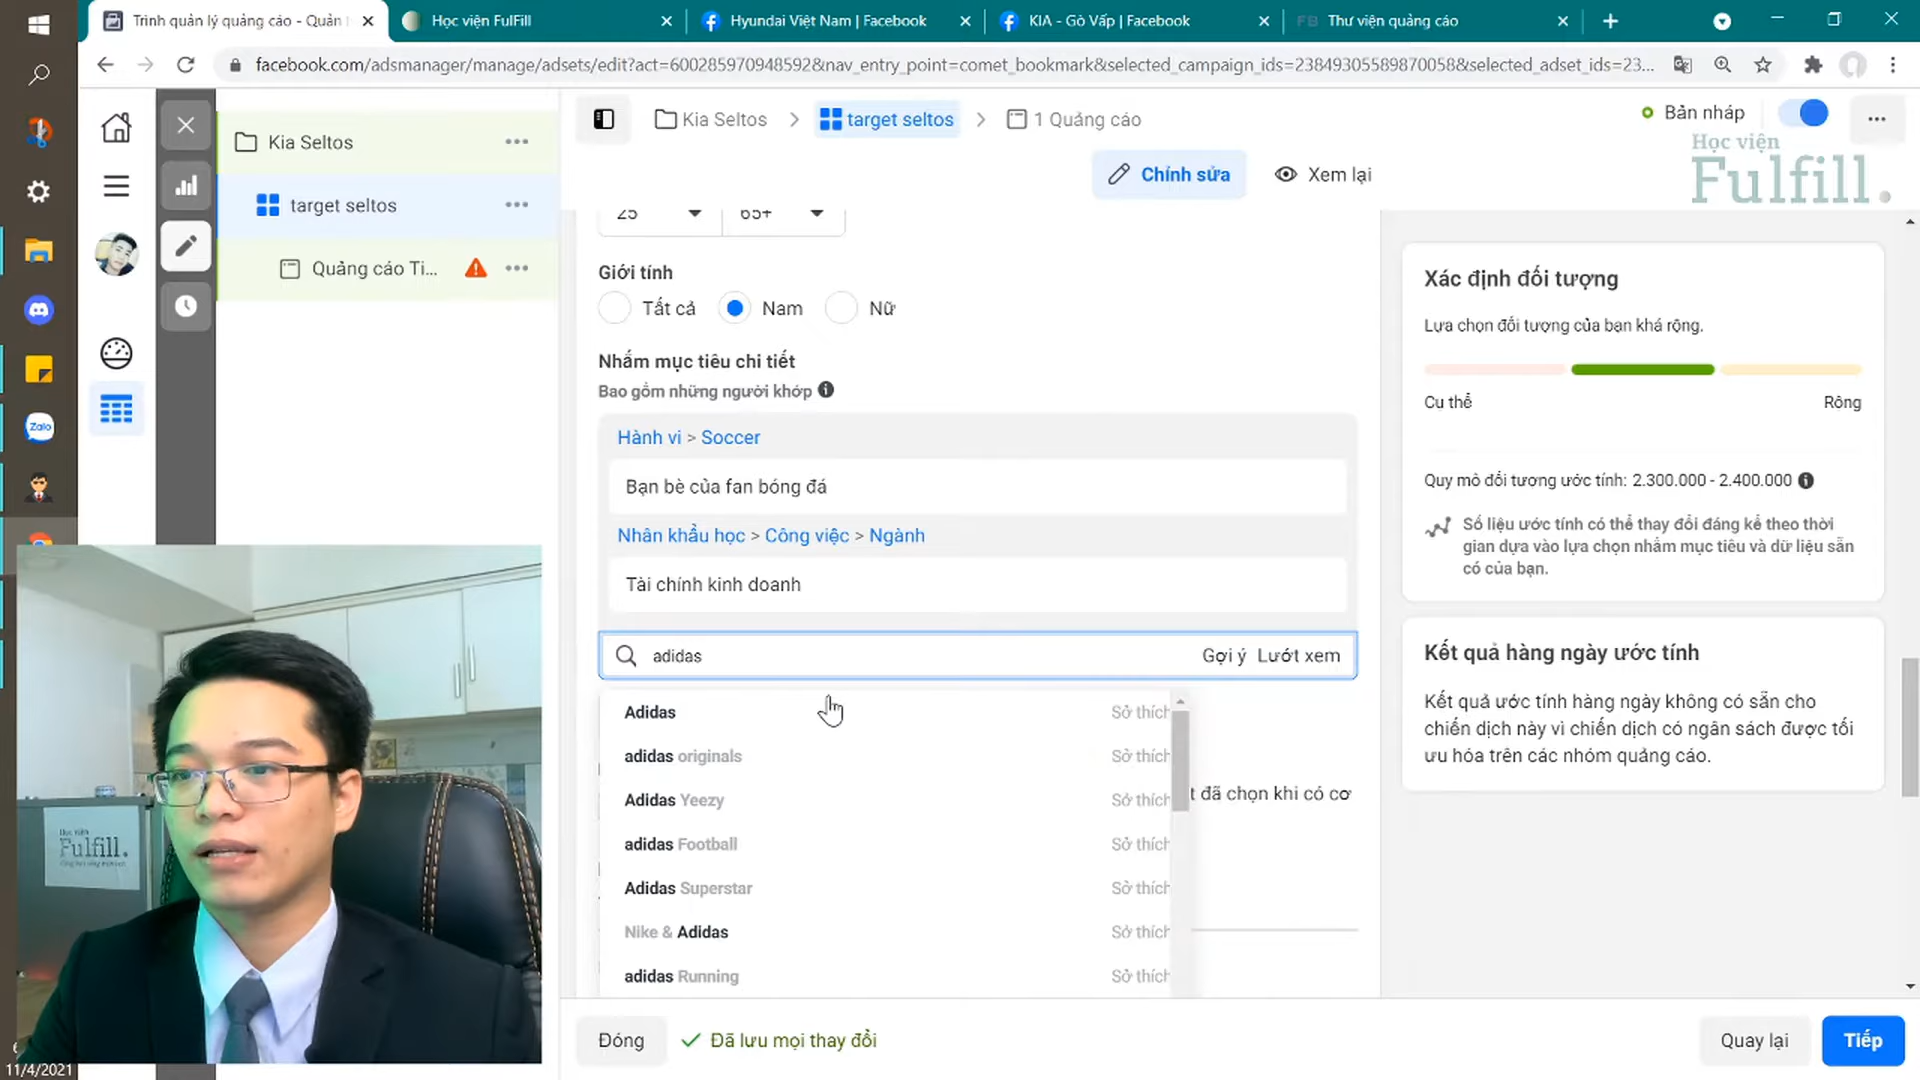 Trình quản lý quảng cáo - Quản l
Học viện FulFill
Hyundai Việt Nam | Facebook
KIA - Gò Vấp | Facebook
Thư viện quảng cáo
facebook.com/adsmanager/manage/adsets/edit?act=600285970948592&nav_entry_point=comet_bookmark&selected_campaign_ids=23849305589870058&selected_adset_ids=23...
Kia Seltos
target seltos
Quảng cáo Ti...
Kia Seltos > target seltos > 1 Quảng cáo
Bản nháp
Chỉnh sửa
Xem lại
Học viện
Fulfill.
25
65+
Giới tính
Tất cả
Nam
Nữ
Nhắm mục tiêu chi tiết
Bao gồm những người khớp
Hành vi > Soccer
Bạn bè của fan bóng đá
Nhân khẩu học > Công việc > Ngành
Tài chính kinh doanh
adidas
Gợi ý Lướt xem
Adidas Sở thích
adidas originals Sở thích
Adidas Yeezy Sở thích
adidas Football Sở thích
Adidas Superstar Sở thích
Nike & Adidas Sở thích
adidas Running Sở thích
t đã chọn khi có cơ
Xác định đối tượng
Lựa chọn đối tượng của bạn khá rộng.
Cụ thể
Rộng
Quy mô đối tượng ước tính: 2.300.000 - 2.400.000
Số liệu ước tính có thể thay đổi đáng kể theo thời
gian dựa vào lựa chọn nhắm mục tiêu và dữ liệu sẵn
có của bạn.
Kết quả hàng ngày ước tính
Kết quả ước tính hàng ngày không có sẵn cho
chiến dịch này vì chiến dịch có ngân sách được tối
ưu hóa trên các nhóm quảng cáo.
Đóng
Đã lưu mọi thay đổi
Quay lại
Tiếp
Zalo
Học viện
Fulfill.
11/4/2021